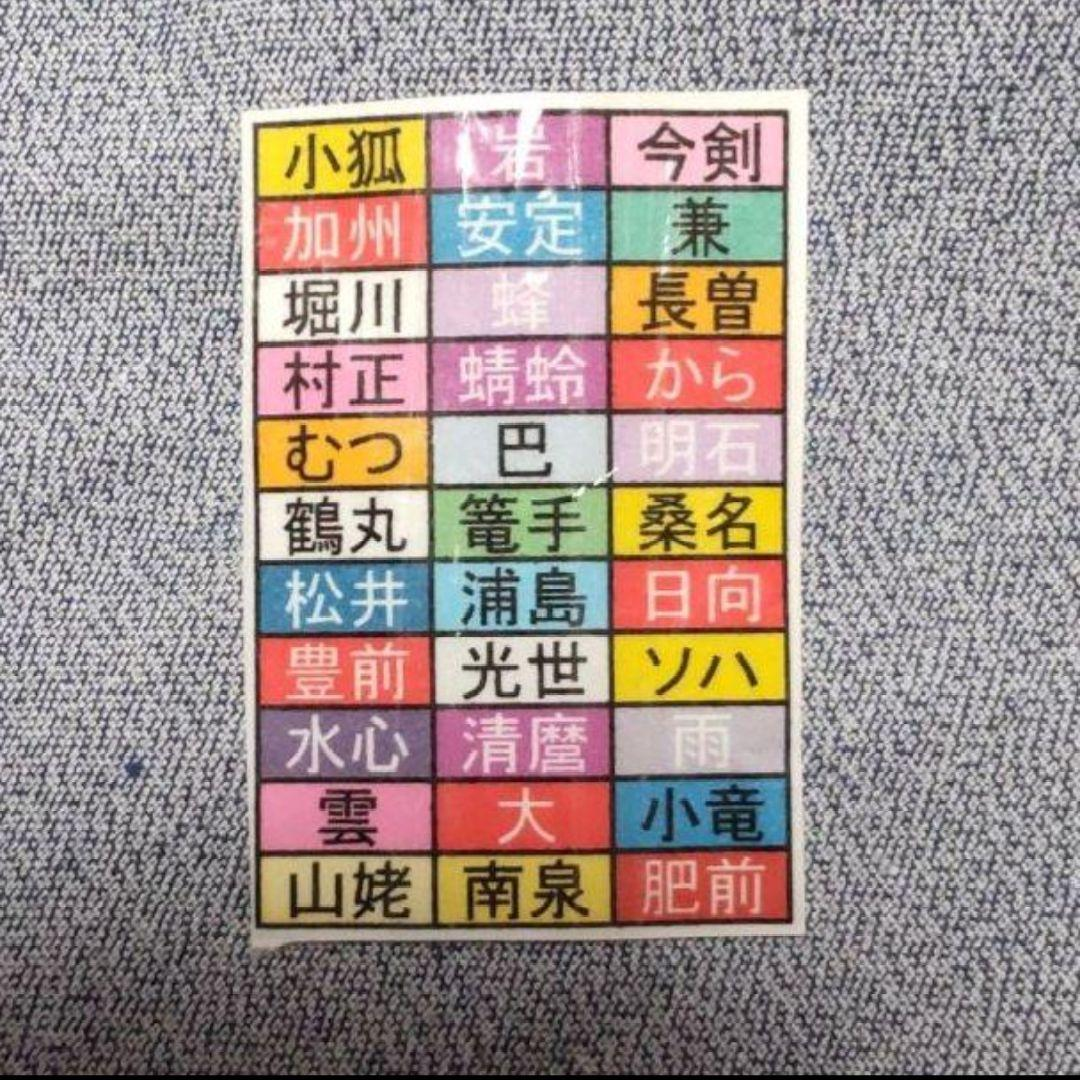 小狐 岩 今剣
加州 安定 兼
堀川 蜂 長曽
村正 蜻蛉 から
むつ 巴 明石
鶴丸 篭手 桑名
松井 浦島 日向
豊前 光世 ソハ
水心 清麿 雨
雲 大 小竜
山姥 南泉 肥前